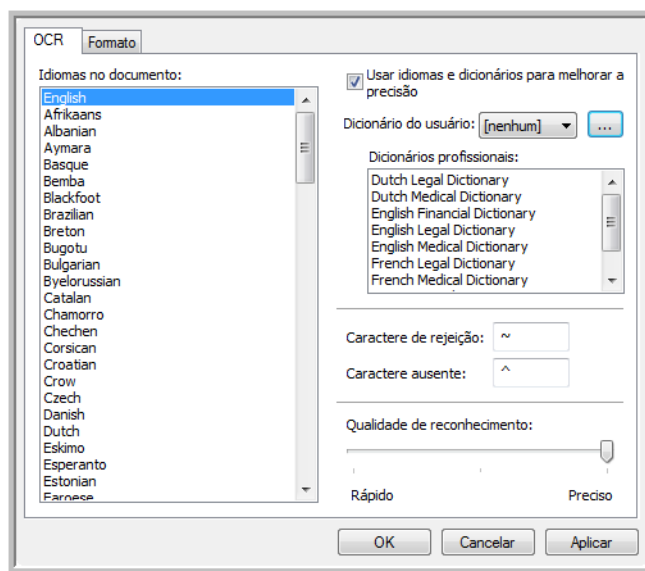 OCR
Formato
Idiomas no documento:
English
Afrikaans
Albanian
Aymara
Basque
Bemba
Blackfoot
Brazilian
Breton
Bugotu
Bulgarian
Byelorussian
Catalan
Chamorro
Chechen
Corsican
Croatian
Crow
Czech
Danish
Dutch
Eskimo
Esperanto
Estonian
Faroese
Usar idiomas e dicionários para melhorar a
precisão
Dicionário do usuário: [nenhum] ...
Dicionários profissionais:
Dutch Legal Dictionary
Dutch Medical Dictionary
English Financial Dictionary
English Legal Dictionary
English Medical Dictionary
French Legal Dictionary
French Medical Dictionary
Caractere de rejeição: ~
Caractere ausente: ^
Qualidade de reconhecimento:
Rápido Preciso
OK Cancelar Aplicar